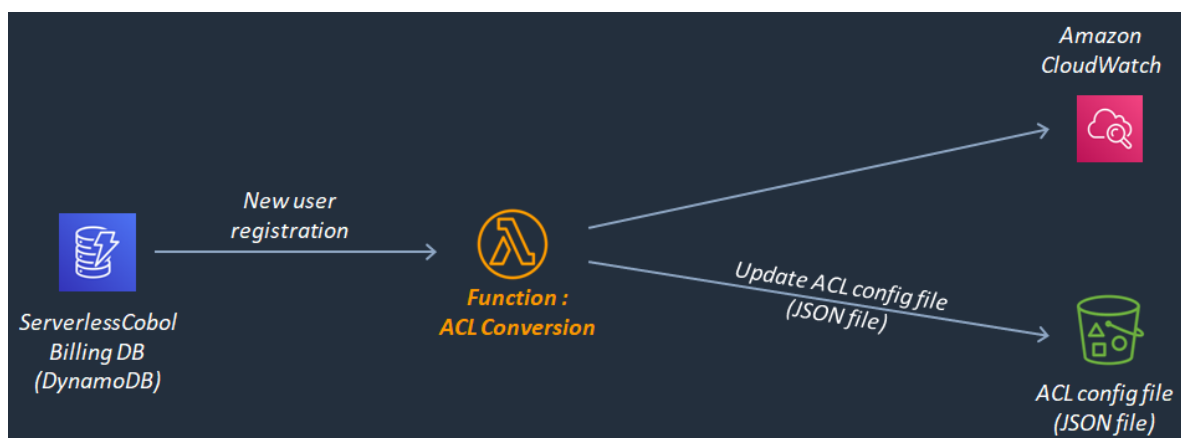 Amazon
CloudWatch
New user
registration
ServerlessCobol
Billing DB
(DynamoDB)
Function :
ACL Conversion
Update ACL config file
(JSON file)
ACL config file
(JSON file)